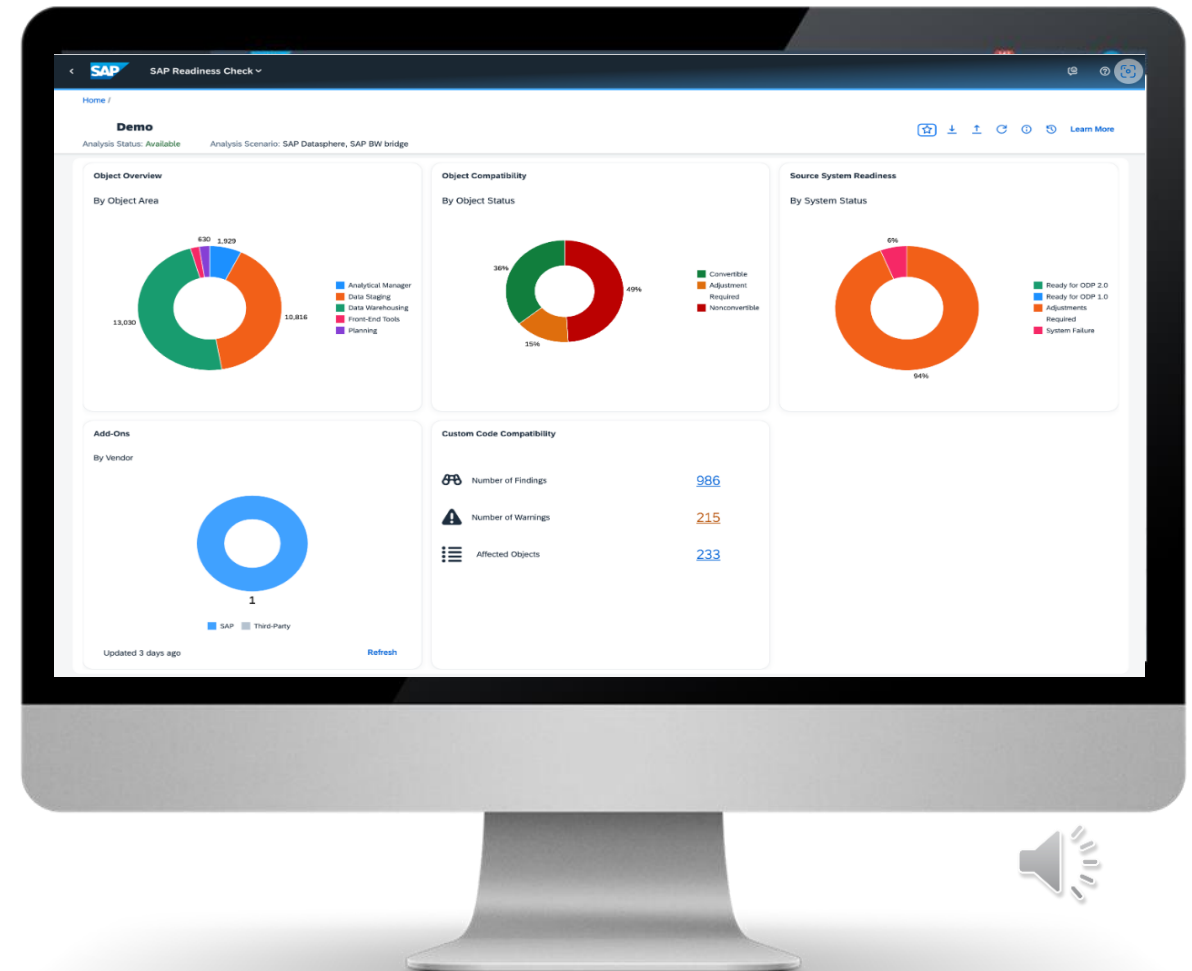 SAP SAP Readiness Check
Home /
Demo
Learn More
Analysis Status: Available Analysis Scenario: SAP Datasphere, SAP BW bridge
Object Overview
By Object Area
630 1,929
13,030
10,816
Analytical Manager
Data Staging
Data Warehousing
Front-End Tools
Planning
Object Compatibility
By Object Status
36%
49%
15%
Convertible
Adjustment
Required
Nonconvertible
Source System Readiness
By System Status
6%
94%
Ready for ODP 2.0
Ready for ODP 1.0
Adjustments
Required
System Failure
Add-Ons
By Vendor
1
SAP Third-Party
Updated 3 days ago Refresh
Custom Code Compatibility
Number of Findings 986
Number of Warnings 215
Affected Objects 233